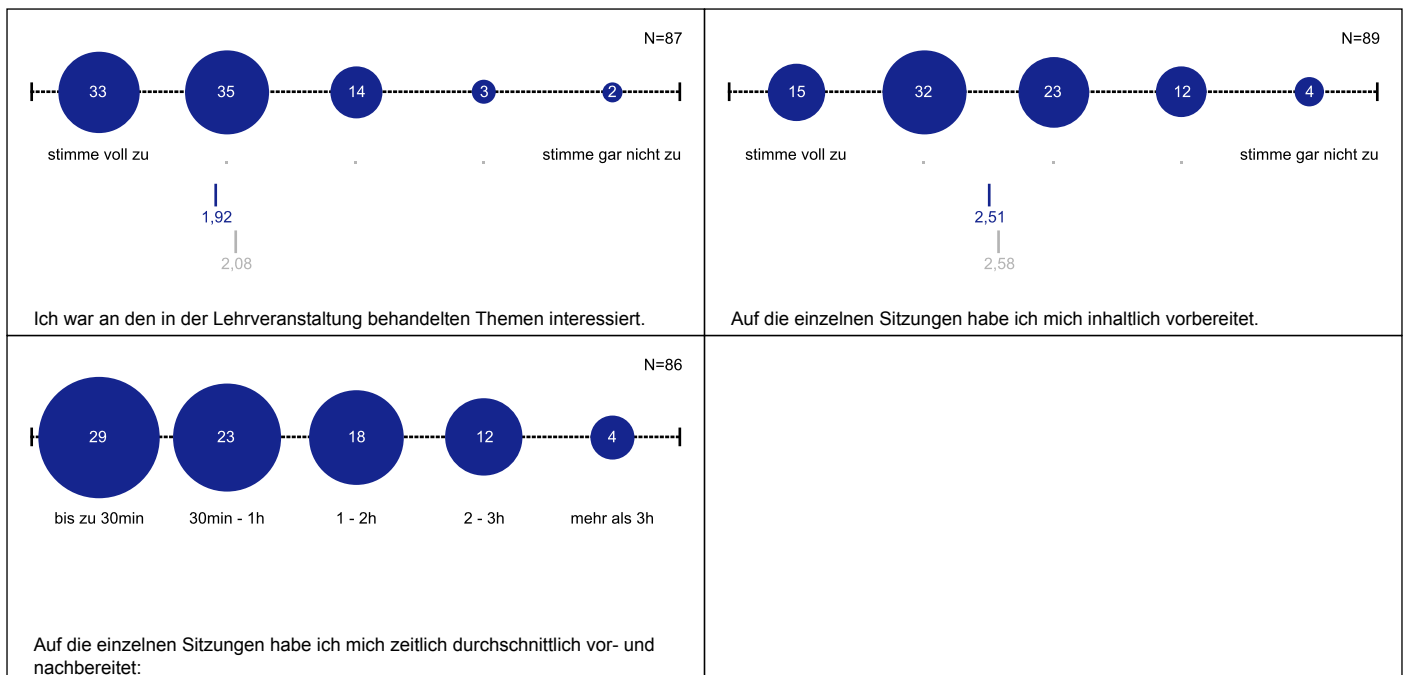 N=87
33 35 14 3 2
stimme voll zu . . . stimme gar nicht zu
1,92
2,08
Ich war an den in der Lehrveranstaltung behandelten Themen interessiert.
N=89
15 32 23 12 4
stimme voll zu . . . stimme gar nicht zu
2,51
2,58
Auf die einzelnen Sitzungen habe ich mich inhaltlich vorbereitet.
N=86
29 23 18 12 4
bis zu 30min 30min - 1h 1 - 2h 2 - 3h mehr als 3h
Auf die einzelnen Sitzungen habe ich mich zeitlich durchschnittlich vor- und
nachbereitet: